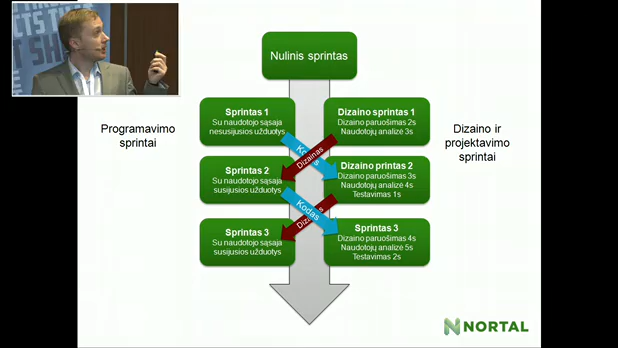 Nulinis sprintas
Programavimo
sprintai
Sprintas 1
Su naudotojo sąsaja
nesusijusios užduotys
Dizaino sprintas 1
Dizaino paruošimas 2s
Naudotojų analizė 3s
Dizaino ir
projektavimo
sprintai
Dizainas
Sprintas 2
Su naudotojo sąsaja
susijusios užduotys
Dizaino printas 2
Dizaino paruošimas 3s
Naudotojų analizė 4s
Testavimas 1s
Kodas
Sprintas 3
Su naudotojo sąsaja
susijusios užduotys
Sprintas 3
Dizaino paruošimas 4s
Naudotojų analizė 5s
Testavimas 2s
NORTAL